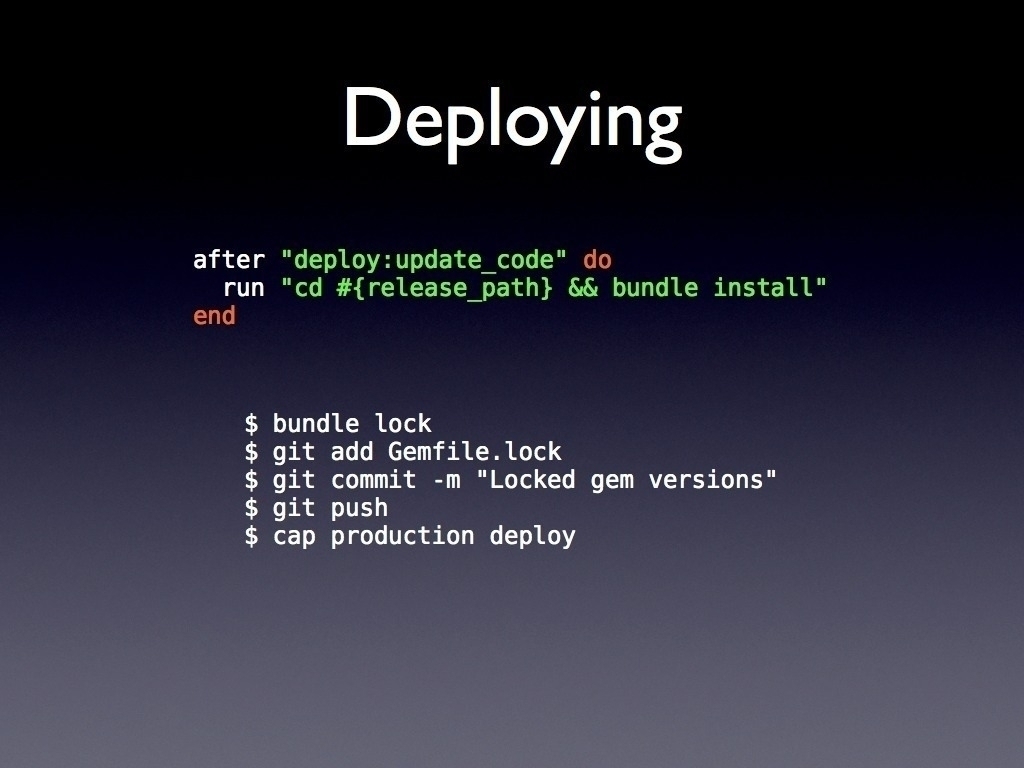 Deploying
after "deploy:update_code" do
run "cd #{release_path} && bundle install"
end
$ bundle lock
$ git add Gemfile.lock
$ git commit -m "Locked gem versions"
$ git push
$ cap production deploy